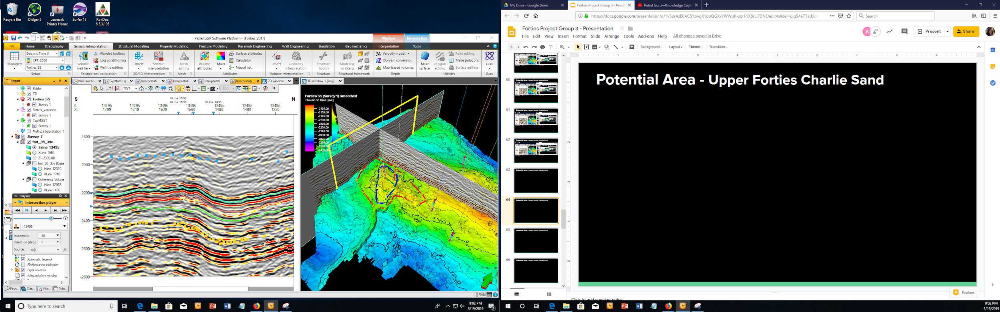 Recycle Bin
Didger 5
Lexmark Printer Home
Surfer 13
RokDoc 6.5.3.196
Petrel E&P Software Platform - [Forties_2017]
Window
Intersection
File
Home
Stratigraphy
Seismic Interpretation
Structural Modeling
Property Modeling
Fracture Modeling
Reservoir Engineering
Well Engineering
Simulation
Geomechanics
Interpretation
Tools
Managers
Seismic Time 3
CPT_2500
Forties SS
Setup
Seismic well tie
Wavelet toolbox
Log conditioning
Well tie editing
Seismic-well calibration
Insert
Seismic interpretation
2D/3D interpretation
Mesh editing
Mesh
Volume attributes
Mixer
Surface attributes
Calculator
Neural net
Attributes
Insert
Geobody interpretation
Volume interpretation
Structure tools
Structure
Modeling w/ interp.
Structural framework
Velocity model
Domain conversion
Map-based volumes
Depth
Make surface
Polygon editing
Point editing
Make polygons
Surface editing
Utilities
Guru
Guru
Input
Balder
TD
Forties SS
Survey 1
Forties_variance
Survey 1
TopMSST
Survey 1
Multi-Z interpretation 1
Survey 1
fort_98_3dv
Inline 13495
XLine 1553
Z=-2300.00
fort_98_3dv [Gene
Inline 12310
XLine 1740
Coherency Volume
Inline 12965
XLine 1496
Players
Intersection player
13495
Increment:
20
Direction [deg]:
0
Source:
Automatic legend
Performance indicator
Light sources
Interpretation window
Proc...
Cas...
Wor...
Win...
Well sectio
Synthetic g
Interpretati
Interpretati
Interpretati
Interpretati
2D window
TWT
100
S
N
XLine 1596
XLine 1596
XLine 1496
IL
13495 13495 13495 13495 13495 13495 13495
XL
1799 1719 1639 1560 1480 1400 1320
-1800
-2000
-2200
-2400
-2600
-2800
3D window 1 [Any]
Forties SS (Survey 1) smoothed
Elevation time [ms]
-2125.00
-2150.00
-2175.00
-2200.00
-2225.00
-2250.00
-2275.00
-2300.00
-2325.00
-2350.00
-2375.00
-2400.00
RAM
Type here to search
9:02 PM
3/19/2019
3
My Drive - Google Drive
Forties Project Group 3 - Presen
Petrel Guru—Knowledge Captu
Search
Forties Project Group 3 - Presentation
File Edit View Insert Format Slide Arrange Tools Add-ons Help
All changes saved in Drive
K
Present
Share
Background...
Layout
Theme...
Transition...
1 2 3 4 5 6 7 8 9
60
61
62
63
64
65
66
Potential Area - Upper Forties Charlie Sand
Potential Area - Upper Forties Charlie Sand
Potential Area - Upper Forties Charlie Sand
Potential Area - Upper Forties Charlie Sand
Potential Area - Upper Forties Charlie Sand
Potential Area - Upper Forties Charlie Sand
Potential Area - Upper Forties Charlie Sand
1
2
3
4
5
Potential Area - Upper Forties Charlie Sand
Click to add speaker notes
Explore
31
9:02 PM
3/19/2019